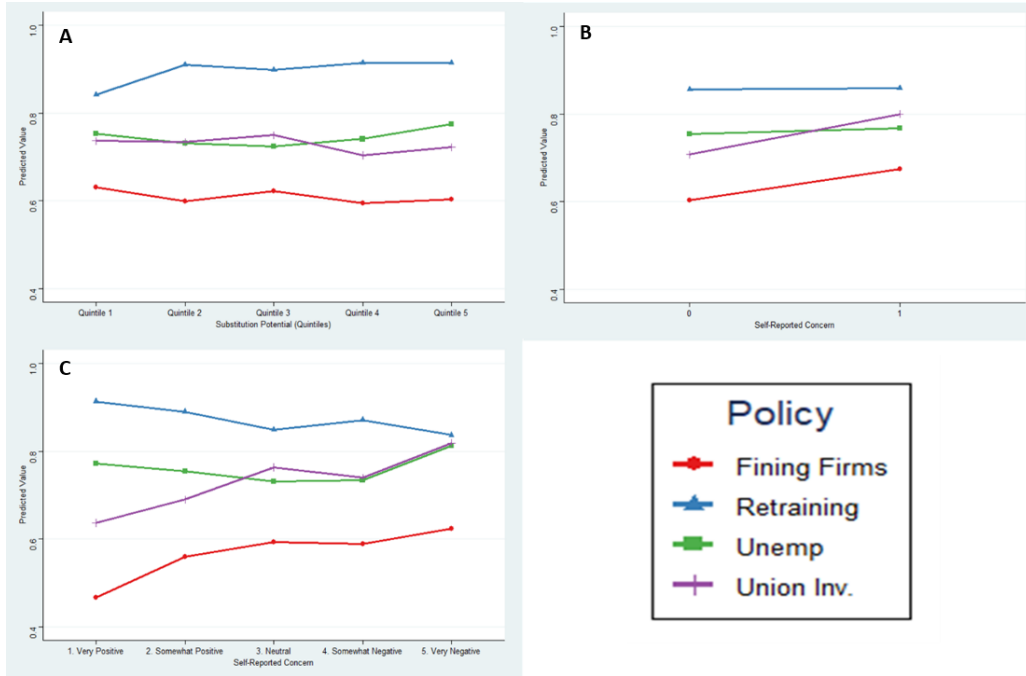 A
1.0
0.8
0.6
0.4
Predicted Value
Quintile 1 Quintile 2 Quintile 3 Quintile 4 Quintile 5
Substitution Potential (Quintiles)
B
1.0
0.8
0.6
0.4
Predicted Value
0 1
Self-Reported Concern
C
1.0
0.8
0.6
0.4
Predicted Value
1. Very Positive 2. Somewhat Positive 3. Neutral 4. Somewhat Negative 5. Very Negative
Self-Reported Concern
Policy
Fining Firms
Retraining
Unemp
Union Inv.